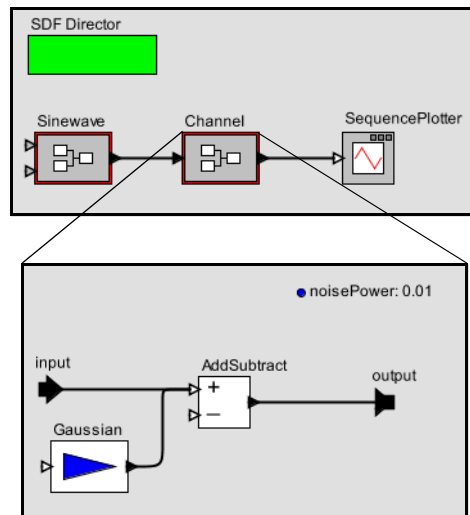 SDF Director
Sinewave
Channel
SequencePlotter
noisePower: 0.01
input
AddSubtract
output
+
–
Gaussian